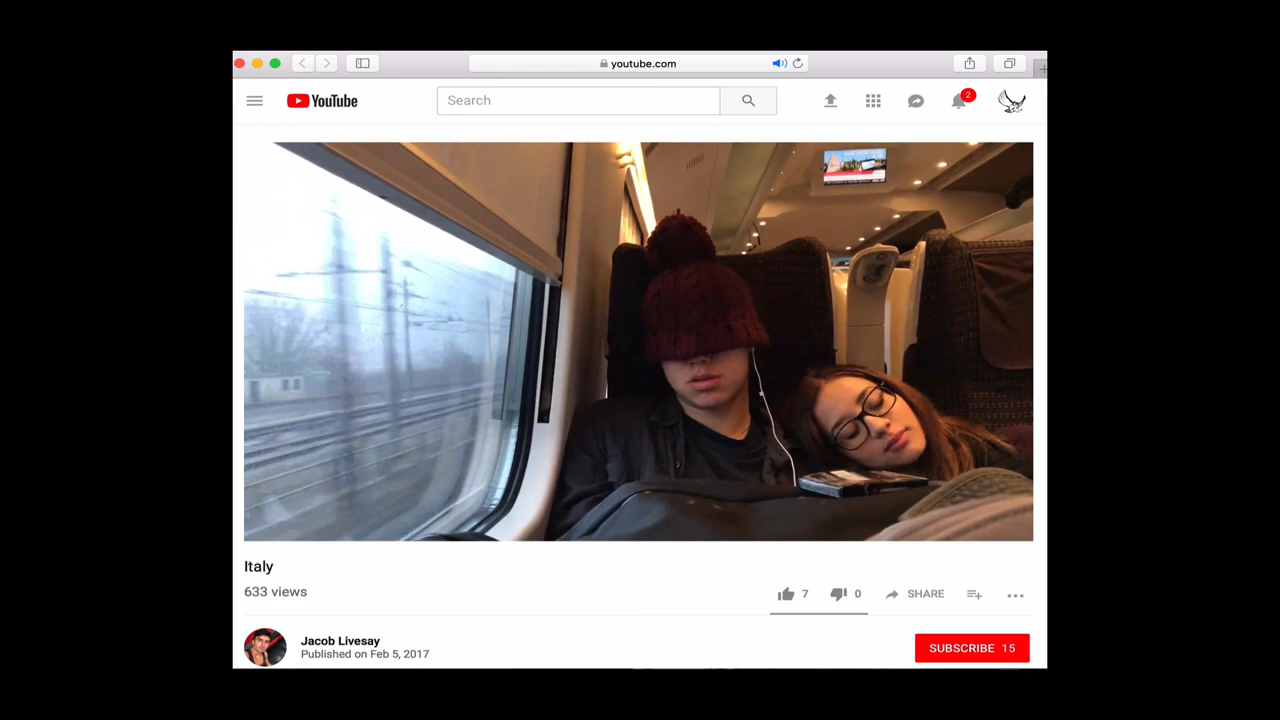 youtube.com
YouTube
Search
2
Italy
633 views
7
0
SHARE
Jacob Livesay
Published on Feb 5, 2017
SUBSCRIBE 15